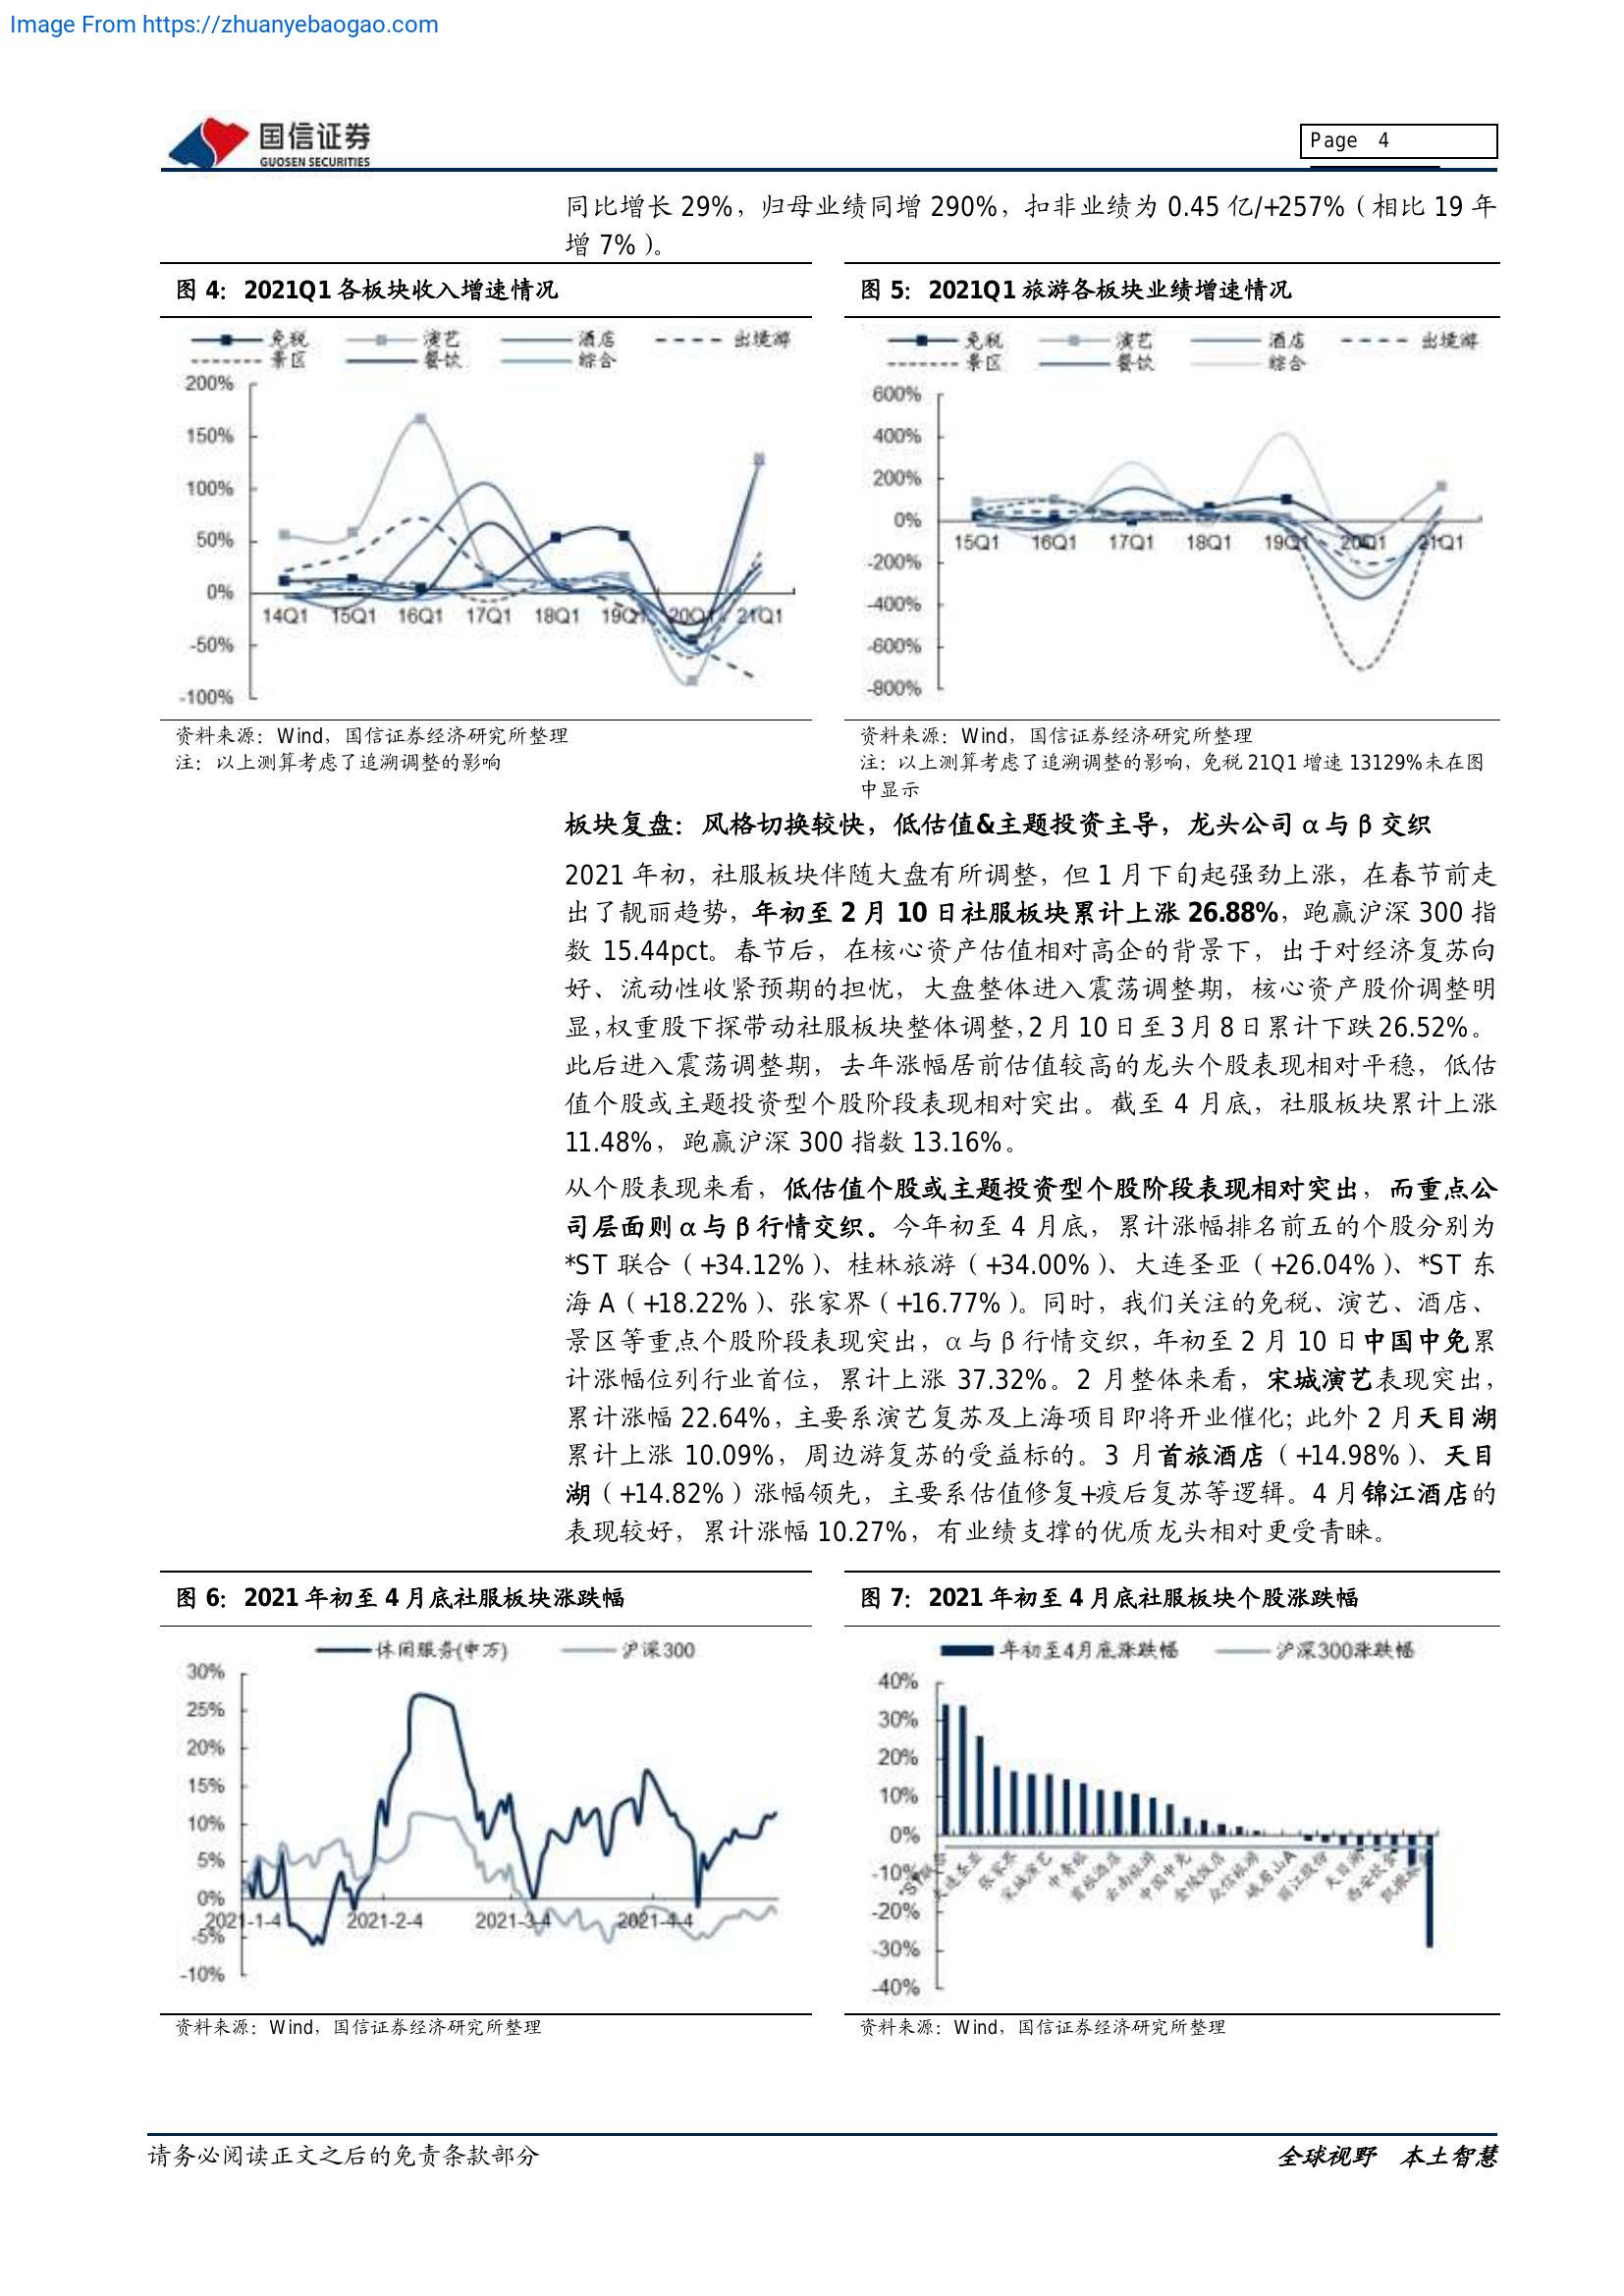 Image From https://zhuanyebaogao.com
国信证券
GUOSEN SECURITIES
Page 4
同比增长 29%，归母业绩同增 290%，扣非业绩为 0.45 亿/+257%（相比 19 年
增 7%）。
图 4：2021Q1 各板块收入增速情况
免税 演艺 酒店 出境游
景区 餐饮 综合
200%
150%
100%
50%
0%
-50%
-100%
14Q1 15Q1 16Q1 17Q1 18Q1 19Q1 20Q1 21Q1
资料来源：Wind，国信证券经济研究所整理
注：以上测算考虑了追溯调整的影响
图 5：2021Q1 旅游各板块业绩增速情况
免税 演艺 酒店 出境游
景区 餐饮 综合
600%
400%
200%
0%
-200%
-400%
-600%
-800%
15Q1 16Q1 17Q1 18Q1 19Q1 20Q1 21Q1
资料来源：Wind，国信证券经济研究所整理
注：以上测算考虑了追溯调整的影响，免税 21Q1 增速 13129%未在图
中显示
板块复盘：风格切换较快，低估值&主题投资主导，龙头公司 α 与 β 交织
2021 年初，社服板块伴随大盘有所调整，但 1 月下旬起强劲上涨，在春节前走
出了靓丽趋势，年初至 2 月 10 日社服板块累计上涨 26.88%，跑赢沪深 300 指
数 15.44pct。春节后，在核心资产估值相对高企的背景下，出于对经济复苏向
好、流动性收紧预期的担忧，大盘整体进入震荡调整期，核心资产股价调整明
显，权重股下探带动社服板块整体调整，2 月 10 日至 3 月 8 日累计下跌 26.52%。
此后进入震荡调整期，去年涨幅居前估值较高的龙头个股表现相对平稳，低估
值个股或主题投资型个股阶段表现相对突出。截至 4 月底，社服板块累计上涨
11.48%，跑赢沪深 300 指数 13.16%。
从个股表现来看，低估值个股或主题投资型个股阶段表现相对突出，而重点公
司层面则 α 与 β 行情交织。今年初至 4 月底，累计涨幅排名前五的个股分别为
*ST 联合（+34.12%）、桂林旅游（+34.00%）、大连圣亚（+26.04%）、*ST 东
海 A（+18.22%）、张家界（+16.77%）。同时，我们关注的免税、演艺、酒店、
景区等重点个股阶段表现突出，α 与 β 行情交织，年初至 2 月 10 日中国中免累
计涨幅位列行业首位，累计上涨 37.32%。2 月整体来看，宋城演艺表现突出，
累计涨幅 22.64%，主要系演艺复苏及上海项目即将开业催化；此外 2 月天目湖
累计上涨 10.09%，周边游复苏的受益标的。3 月首旅酒店（+14.98%）、天目
湖（+14.82%）涨幅领先，主要系估值修复+疫后复苏等逻辑。4 月锦江酒店的
表现较好，累计涨幅 10.27%，有业绩支撑的优质龙头相对更受青睐。
图 6：2021 年初至 4 月底社服板块涨跌幅
休闲服务(申万) 沪深300
30%
25%
20%
15%
10%
5%
0%
-5%
-10%
2021-1-4 2021-2-4 2021-3-4 2021-4-4
资料来源：Wind，国信证券经济研究所整理
图 7：2021 年初至 4 月底社服板块个股涨跌幅
年初至4月底涨跌幅 沪深300涨跌幅
40%
30%
20%
10%
0%
-10%
-20%
-30%
-40%
大连圣亚 张家界 宋城演艺 中青旅 首旅酒店 云南旅游 中国中免 金陵饭店 众信旅游 峨眉山A 丽江股份 天目湖
资料来源：Wind，国信证券经济研究所整理
请务必阅读正文之后的免责条款部分
全球视野 本土智慧